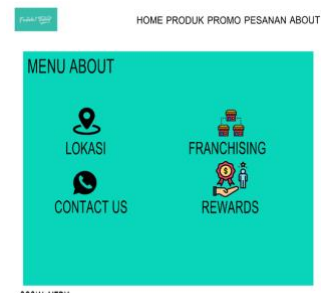 HOME PRODUK PROMO PESANAN ABOUT
MENU ABOUT
LOKASI
FRANCHISING
CONTACT US
REWARDS